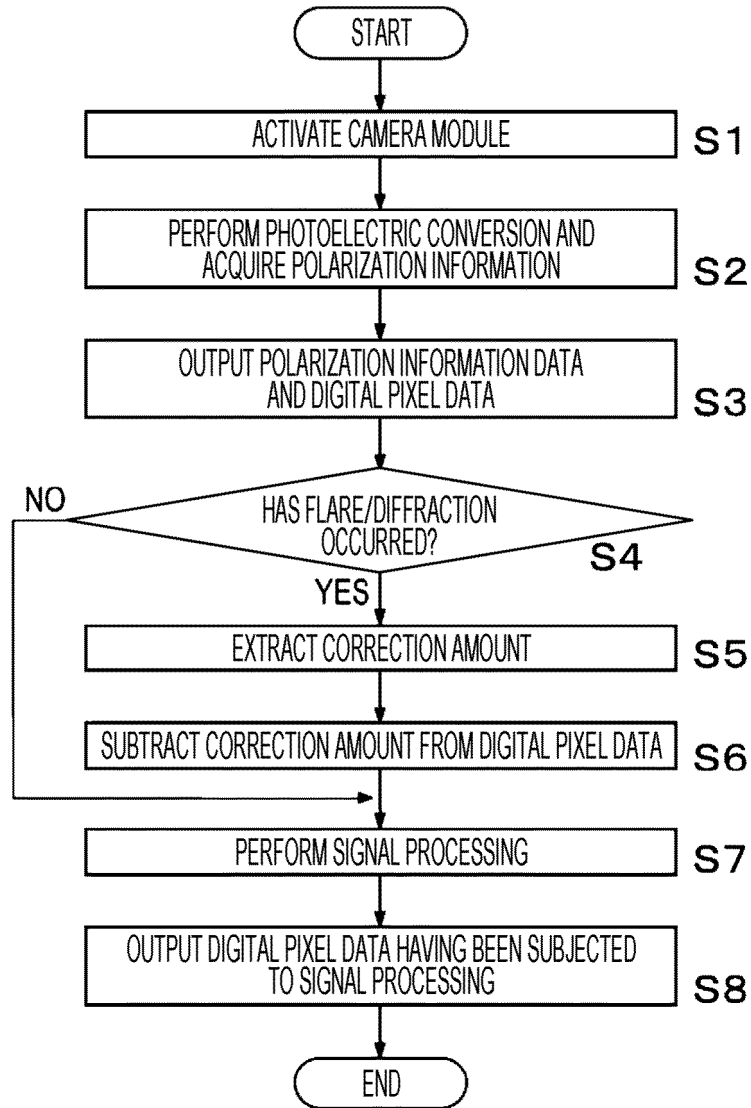 START
ACTIVATE CAMERA MODULE
S1
PERFORM PHOTOELECTRIC CONVERSION AND
ACQUIRE POLARIZATION INFORMATION
S2
OUTPUT POLARIZATION INFORMATION DATA
AND DIGITAL PIXEL DATA
S3
NO
HAS FLARE/DIFFRACTION
OCCURRED?
S4
YES
EXTRACT CORRECTION AMOUNT
S5
SUBTRACT CORRECTION AMOUNT FROM DIGITAL PIXEL DATA
S6
PERFORM SIGNAL PROCESSING
S7
OUTPUT DIGITAL PIXEL DATA HAVING BEEN SUBJECTED
TO SIGNAL PROCESSING
S8
END